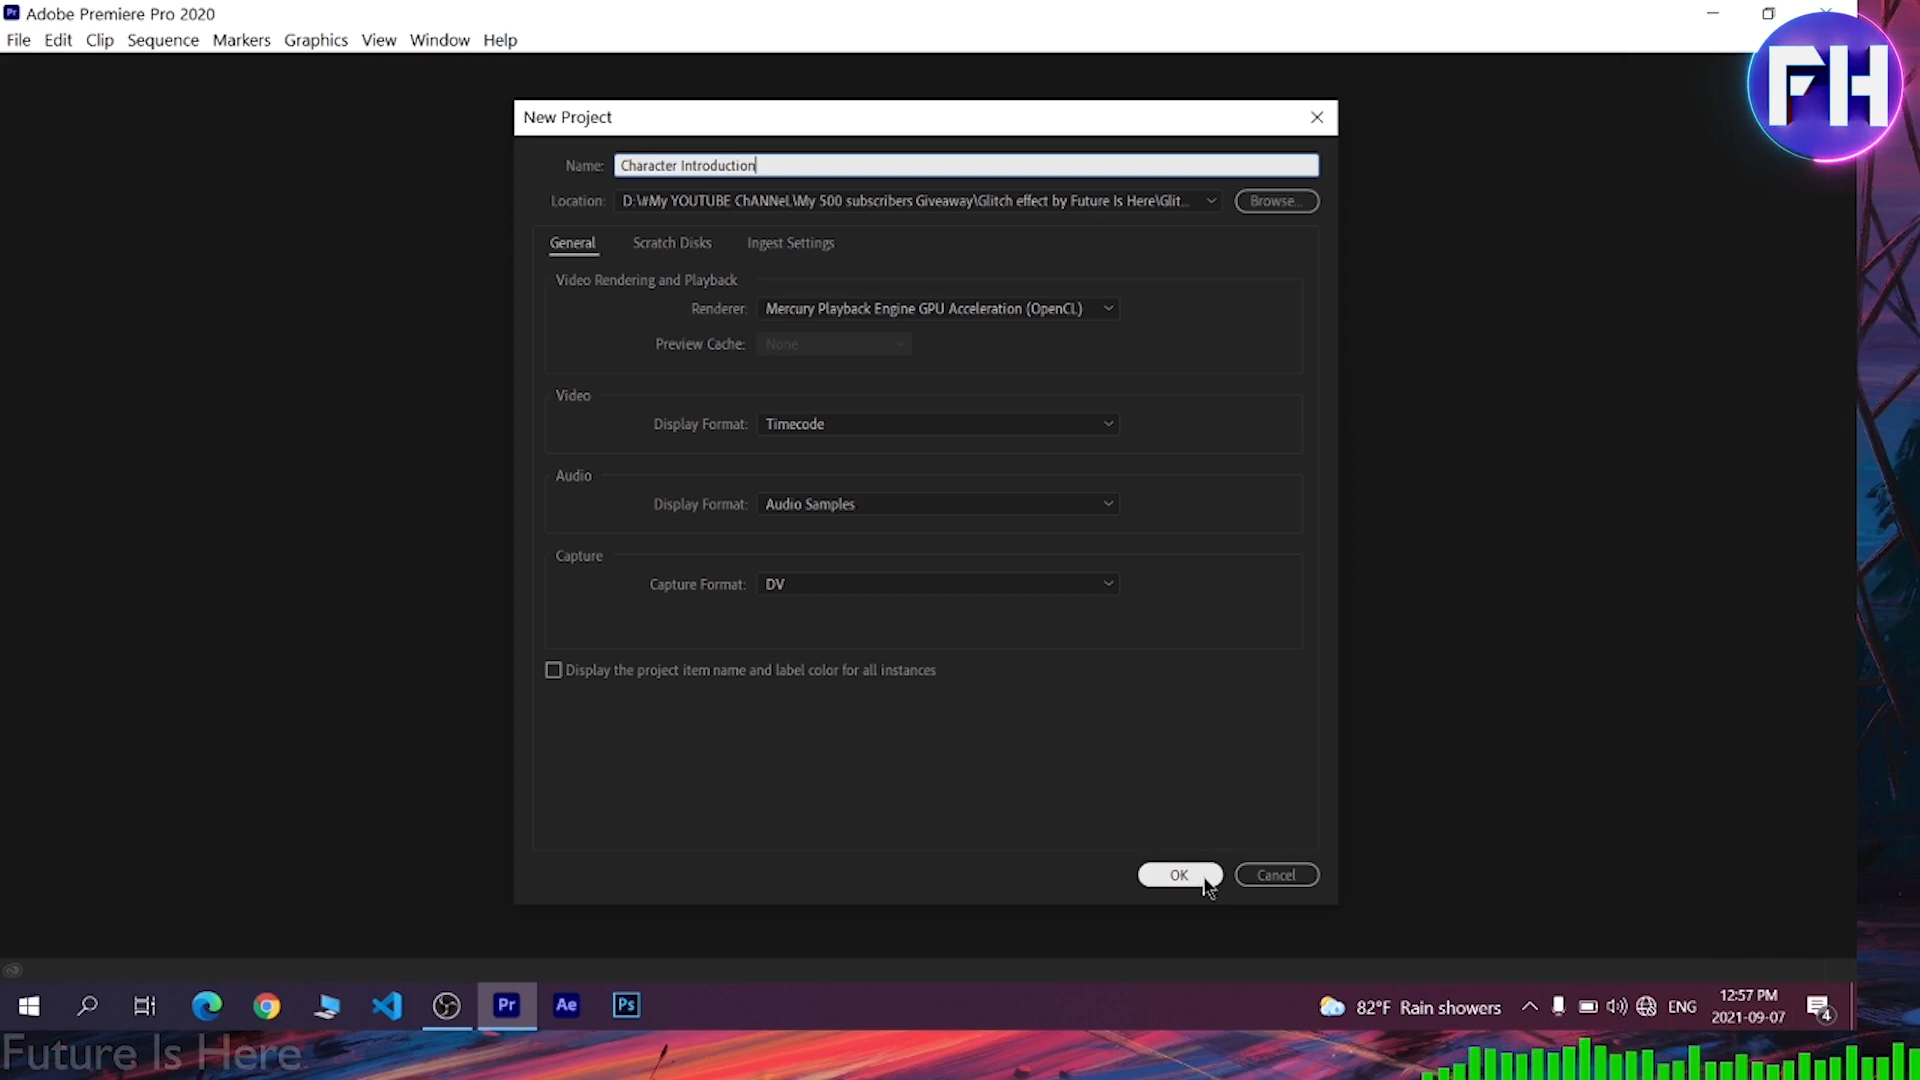 Adobe Premiere Pro 2020
File Edit Clip Sequence Markers Graphics View Window Help
FH
New Project
Name: Character Introduction
Location: D:\#My YOUTUBE ChANNeL\My 500 subscribers Giveaway\Glitch effect by Future Is Here\Glit... Browse...
General Scratch Disks Ingest Settings
Video Rendering and Playback
Renderer: Mercury Playback Engine GPU Acceleration (OpenCL)
Preview Cache: None
Video
Display Format: Timecode
Audio
Display Format: Audio Samples
Capture
Capture Format: DV
Display the project item name and label color for all instances
OK Cancel
Pr Ae Ps 82°F Rain showers ENG 12:57 PM
2021-09-07 4
Future Is Here